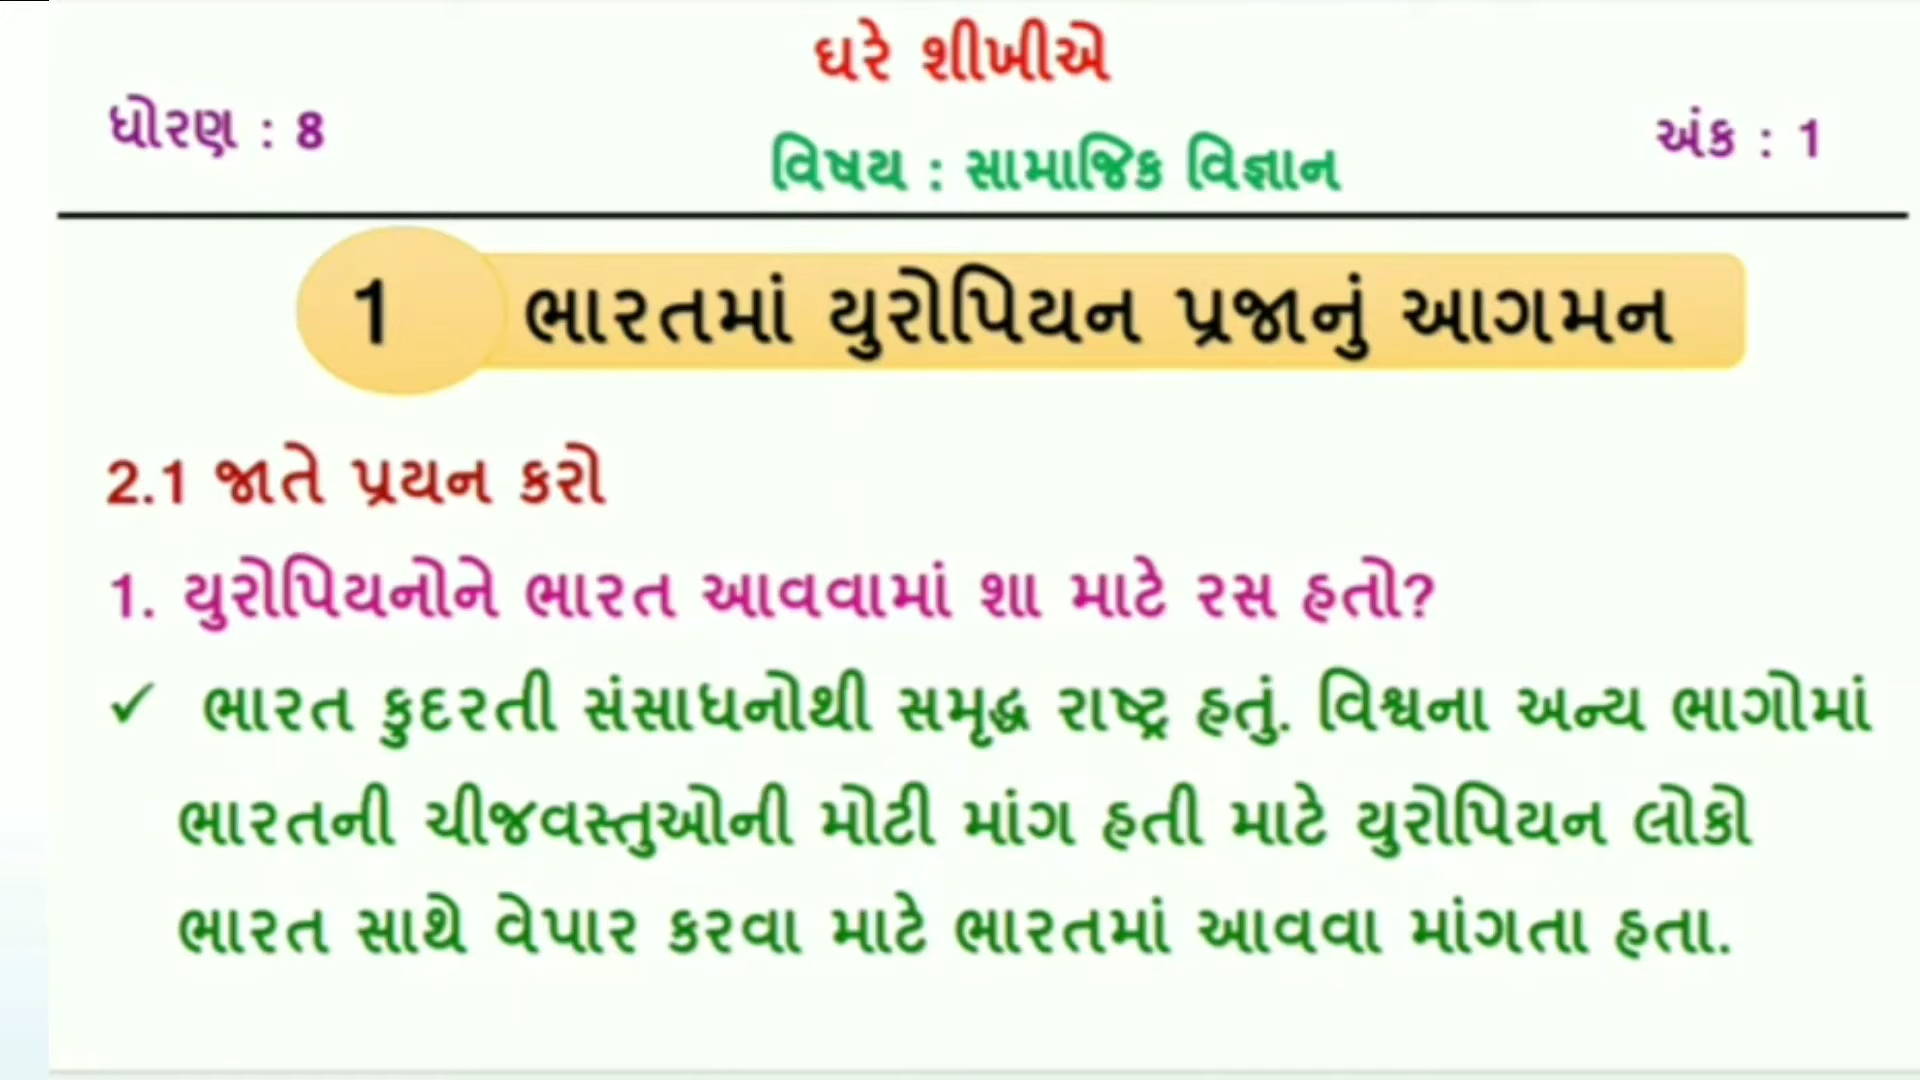 ઘરે શીખીએ
ધોરણ : 8
વિષય : સામાજિક વિજ્ઞાન
અંક : 1
1 ભારતમાં યુરોપિયન પ્રજાનું આગમન
2.1 જાતે પ્રયન કરો
1. યુરોપિયનોને ભારત આવવામાં શા માટે રસ હતો?
✓ ભારત કુદરતી સંસાધનોથી સમૃદ્ધ રાષ્ટ્ર હતું. વિશ્વના અન્ય ભાગોમાં
ભારતની ચીજવસ્તુઓની મોટી માંગ હતી માટે યુરોપિયન લોકો
ભારત સાથે વેપાર કરવા માટે ભારતમાં આવવા માંગતા હતા.